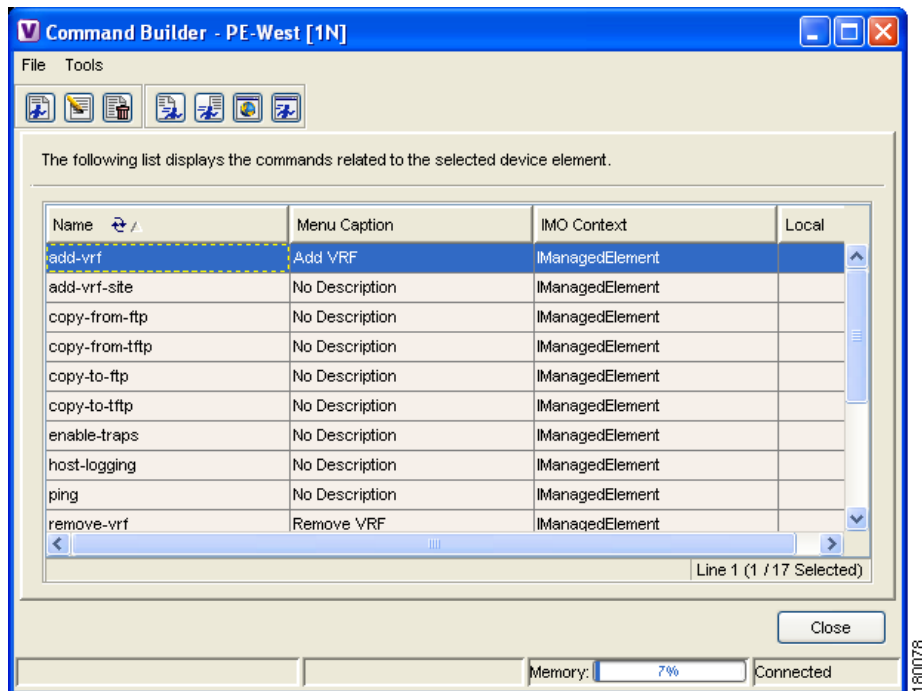 Command Builder - PE-West [1N]
File Tools
The following list displays the commands related to the selected device element.
Name Menu Caption IMO Context Local
add-vrf Add VRF IManagedElement
add-vrf-site No Description IManagedElement
copy-from-ftp No Description IManagedElement
copy-from-tftp No Description IManagedElement
copy-to-ftp No Description IManagedElement
copy-to-tftp No Description IManagedElement
enable-traps No Description IManagedElement
host-logging No Description IManagedElement
ping No Description IManagedElement
remove-vrf Remove VRF IManagedElement
Line 1 (1 / 17 Selected)
Close
Memory: 7% Connected
180078